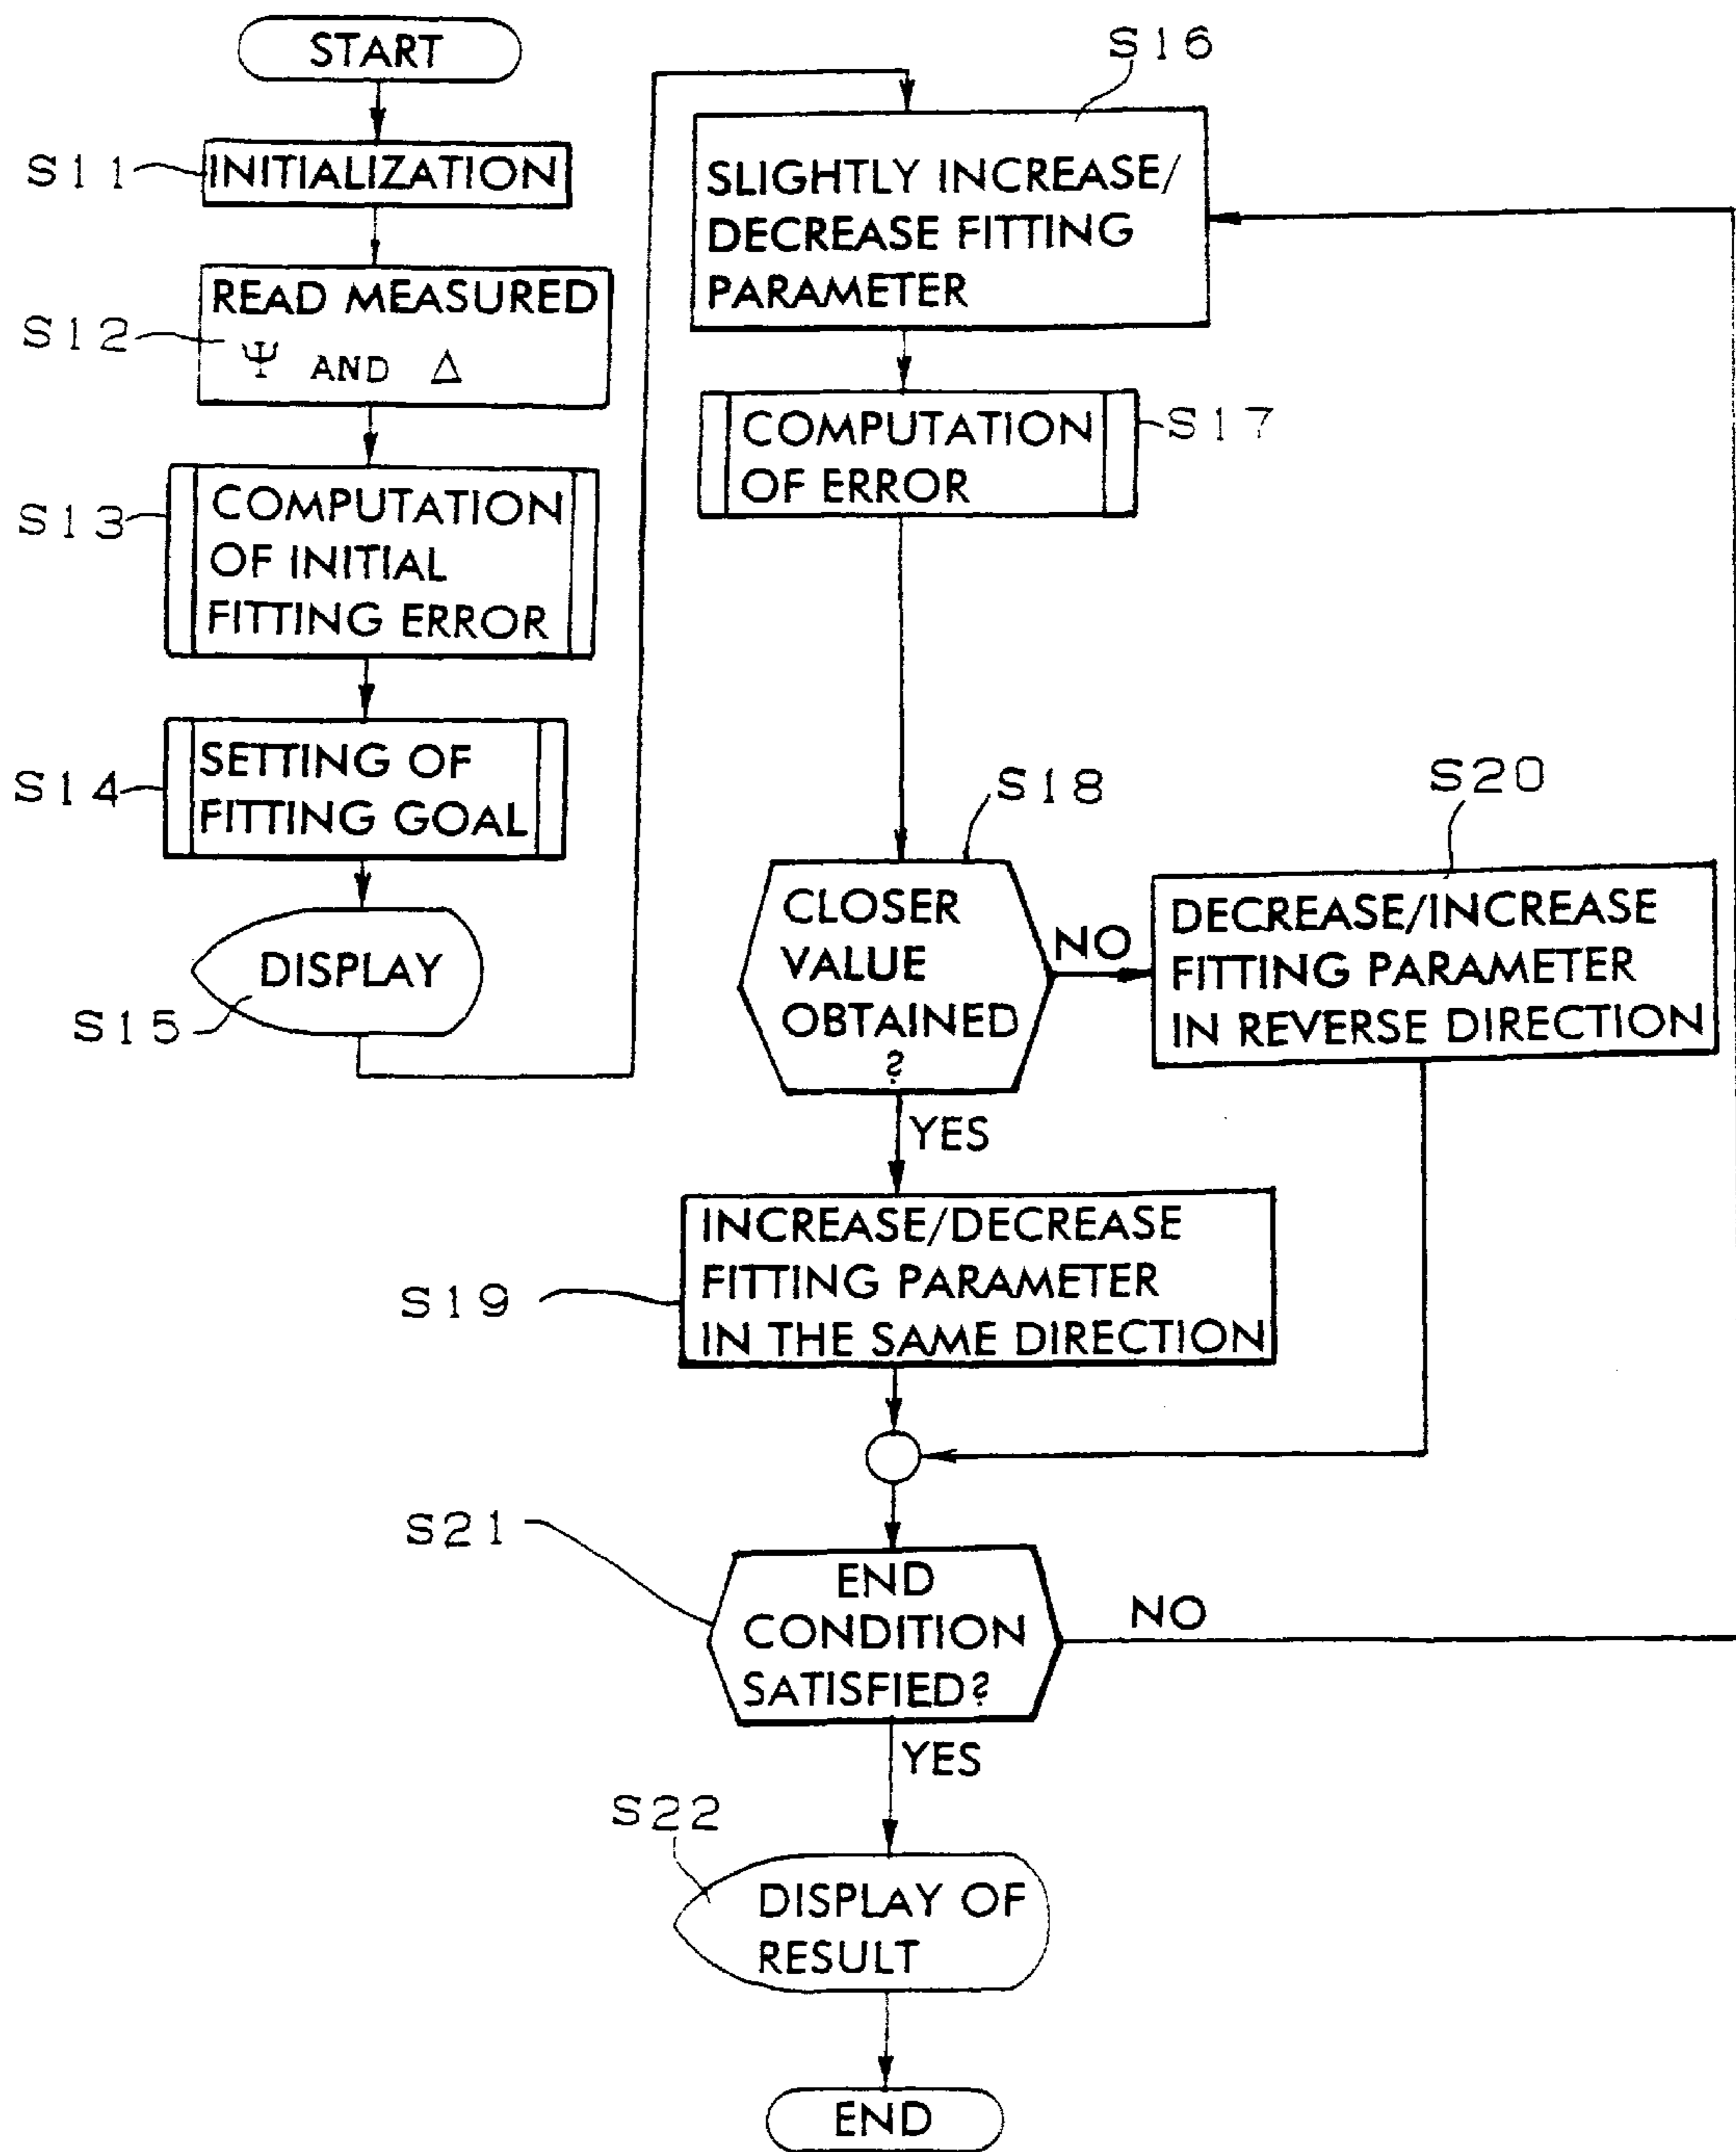 START
S11
INITIALIZATION
S12
READ MEASURED
Ψ AND Δ
S13
COMPUTATION
OF INITIAL
FITTING ERROR
S14
SETTING OF
FITTING GOAL
S15
DISPLAY
S16
SLIGHTLY INCREASE/
DECREASE FITTING
PARAMETER
S17
COMPUTATION
OF ERROR
S18
CLOSER
VALUE
OBTAINED
?
NO
S20
DECREASE/INCREASE
FITTING PARAMETER
IN REVERSE DIRECTION
YES
S19
INCREASE/DECREASE
FITTING PARAMETER
IN THE SAME DIRECTION
S21
END
CONDITION
SATISFIED?
NO
YES
S22
DISPLAY OF
RESULT
END